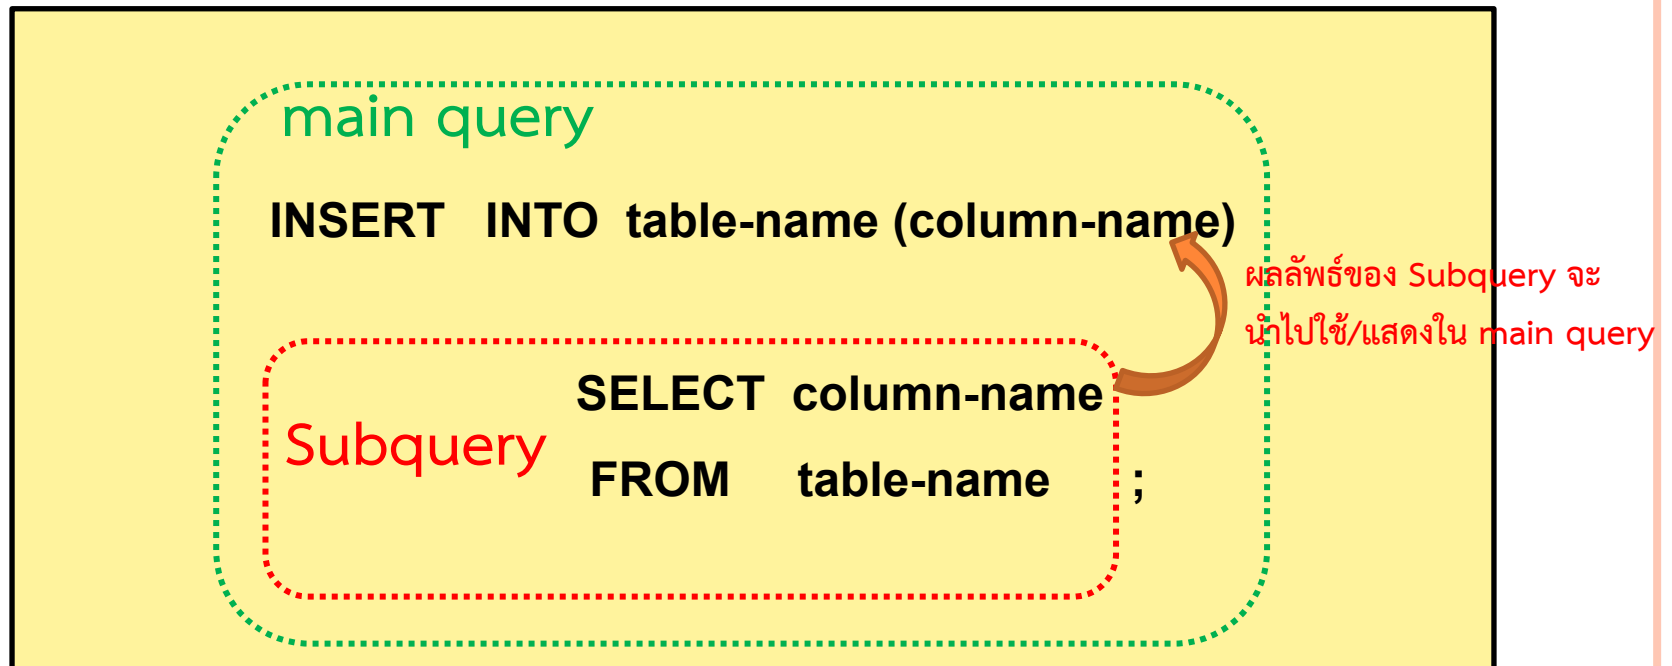 main query
INSERT INTO table-name (column-name)
ผลลัพธ์ของ Subquery จะ
นำไปใช้/แสดงใน main query
SELECT column-name
Subquery
FROM table-name ;